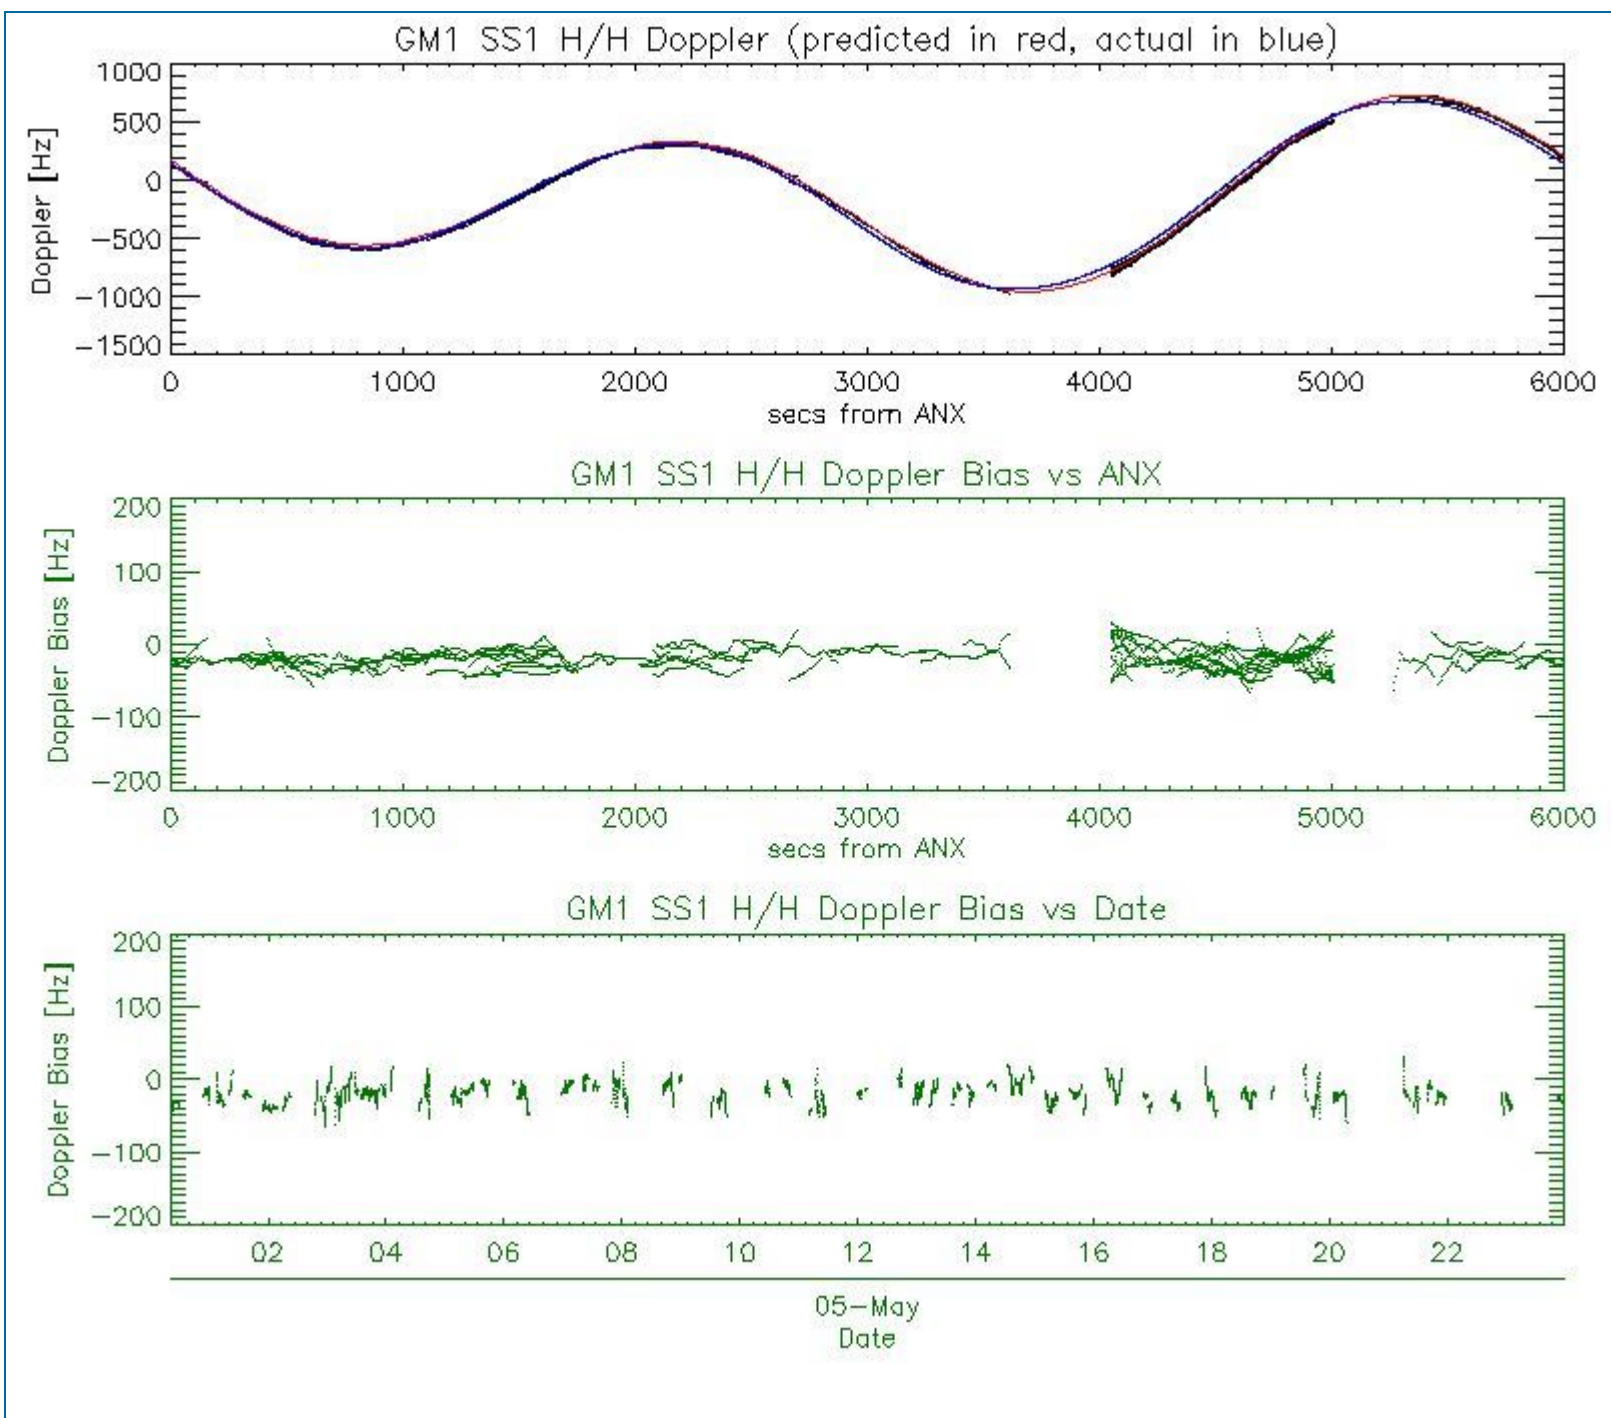 GM1 SS1 H/H Doppler (predicted in red, actual in blue)
Doppler [Hz]
1000
500
0
−500
−1000
−1500
0 1000 2000 3000 4000 5000 6000
secs from ANX
GM1 SS1 H/H Doppler Bias vs ANX
Doppler Bias [Hz]
200
100
0
−100
−200
0 1000 2000 3000 4000 5000 6000
secs from ANX
GM1 SS1 H/H Doppler Bias vs Date
Doppler Bias [Hz]
200
100
0
−100
−200
02 04 06 08 10 12 14 16 18 20 22
05−May
Date